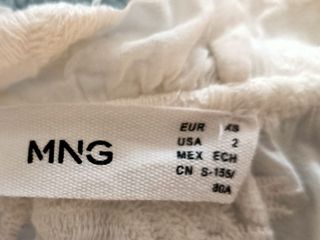 MNG
EUR XS
USA 2
MEX ECH
CN S-155/
80A